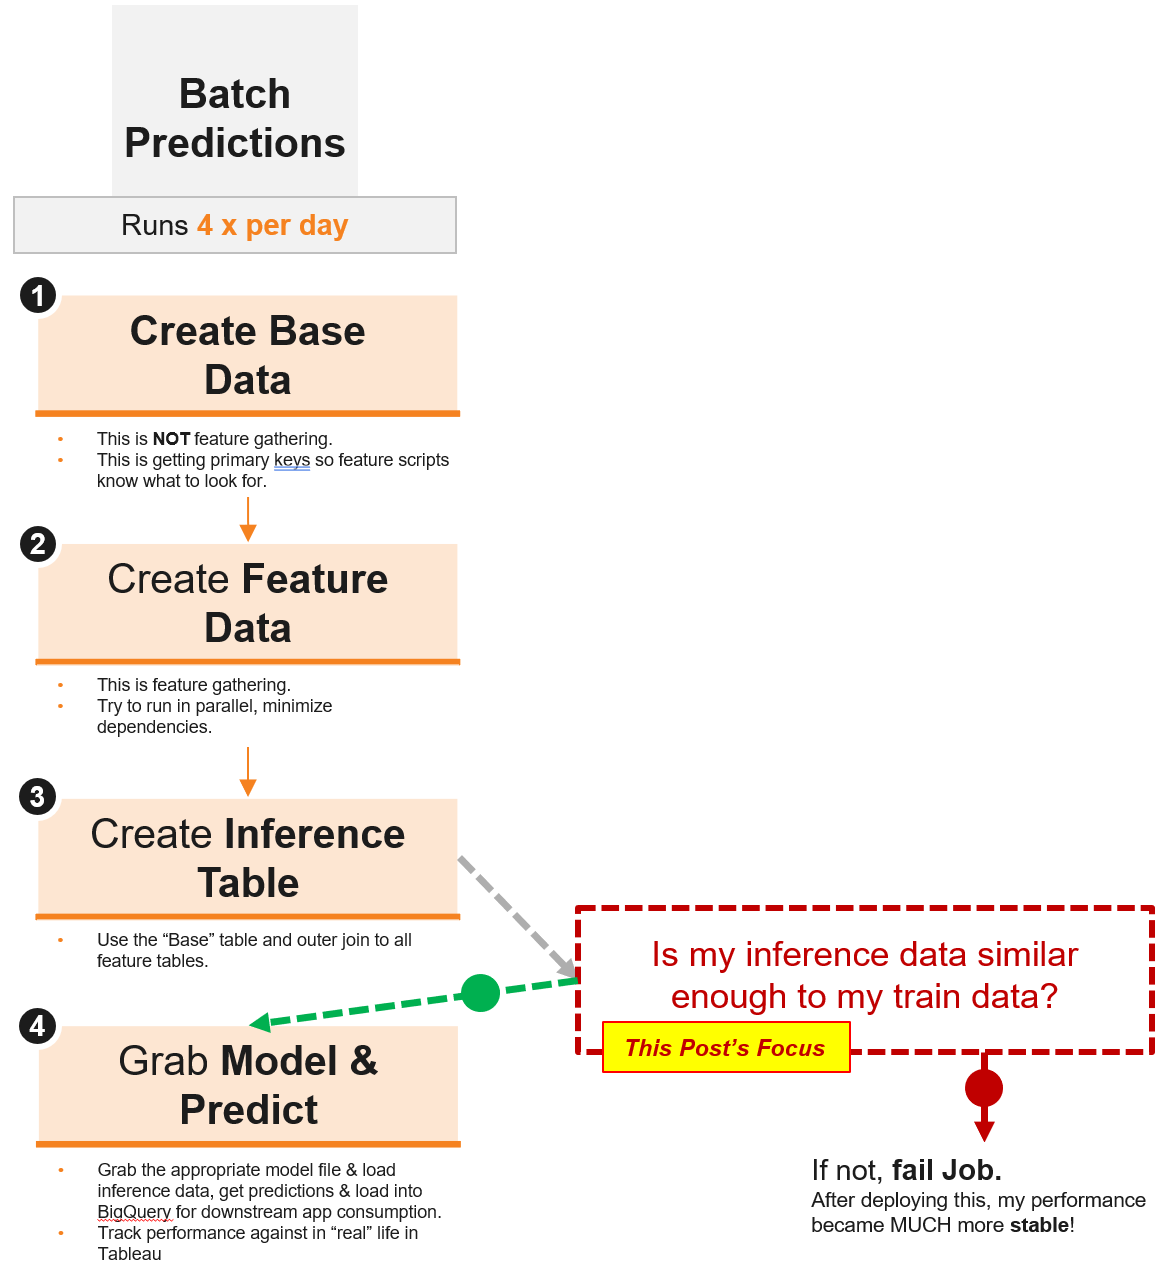 Batch
Predictions
Runs 4 x per day
1
Create Base
Data
• This is NOT feature gathering.
• This is getting primary keys so feature scripts
know what to look for.
2
Create Feature
Data
• This is feature gathering.
• Try to run in parallel, minimize
dependencies.
3
Create Inference
Table
• Use the “Base” table and outer join to all
feature tables.
Is my inference data similar
enough to my train data?
This Post’s Focus
4
Grab Model &
Predict
• Grab the appropriate model file & load
inference data, get predictions & load into
BigQuery for downstream app consumption.
• Track performance against in “real” life in
Tableau
If not, fail Job.
After deploying this, my performance
became MUCH more stable!